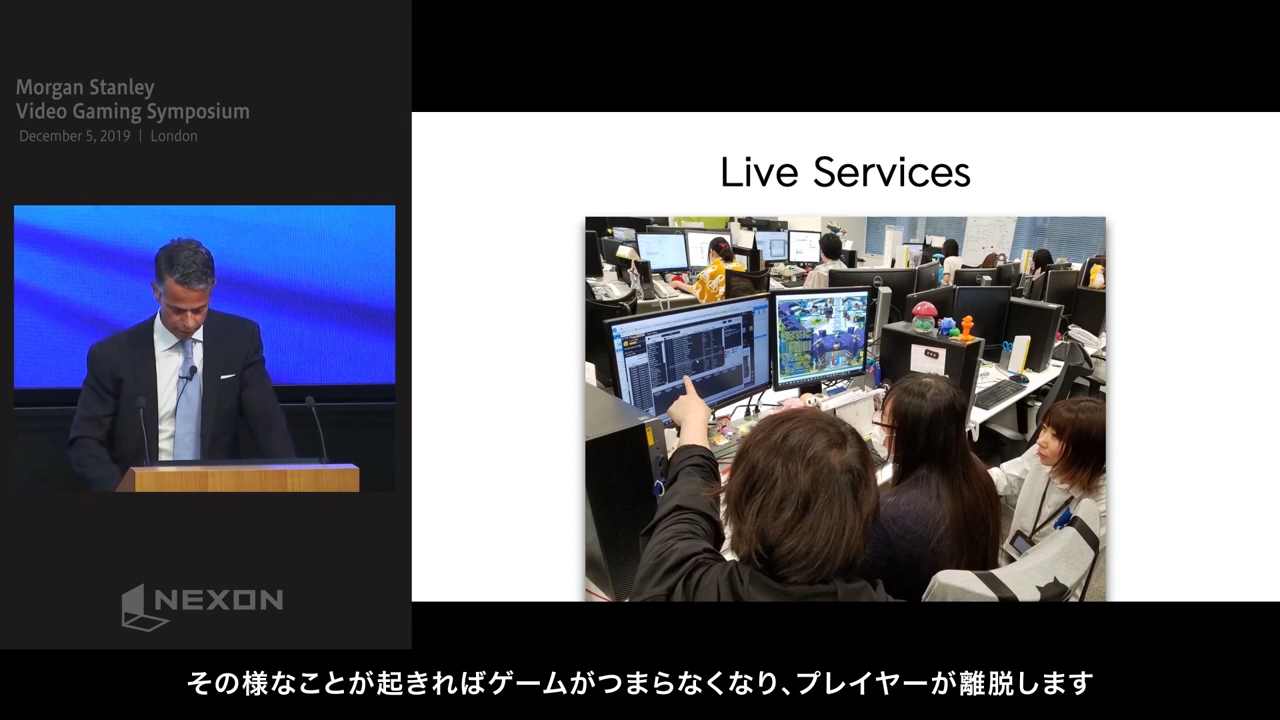 Morgan Stanley
Video Gaming Symposium
December 5, 2019 | London
Live Services
NEXON
その様なことが起きればゲームがつまらなくなり、プレイヤーが離脱します